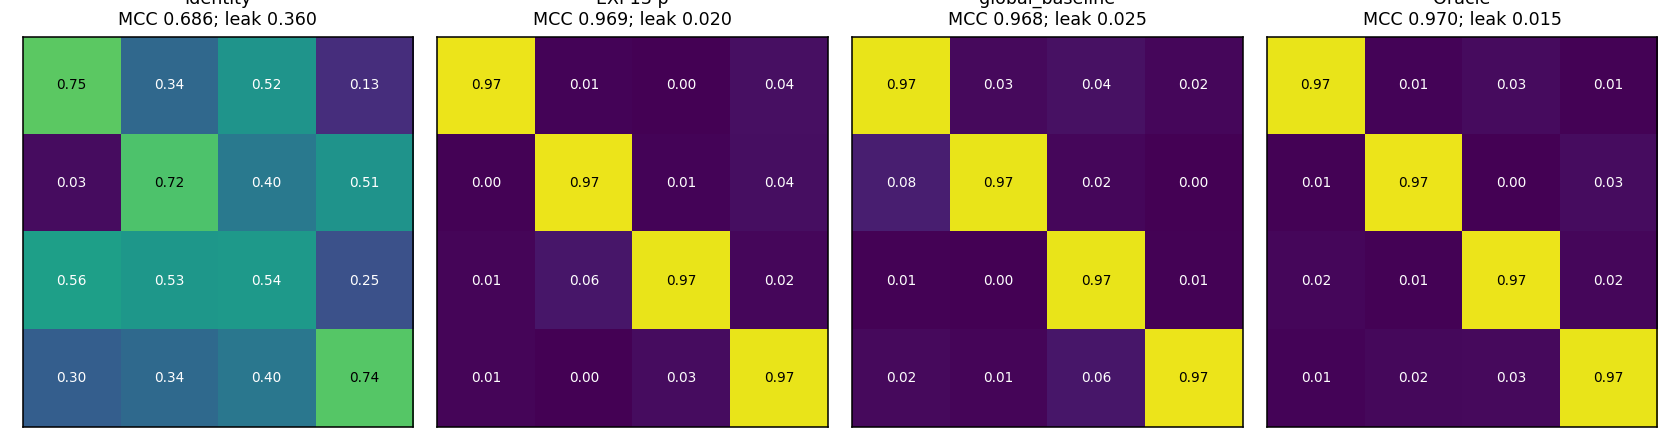 MCC 0.686; leak 0.360
MCC 0.969; leak 0.020
global_baseline
MCC 0.968; leak 0.025
Oracle
MCC 0.970; leak 0.015
0.75 0.34 0.52 0.13
0.03 0.72 0.40 0.51
0.56 0.53 0.54 0.25
0.30 0.34 0.40 0.74
0.97 0.01 0.00 0.04
0.00 0.97 0.01 0.04
0.01 0.06 0.97 0.02
0.01 0.00 0.03 0.97
0.97 0.03 0.04 0.02
0.08 0.97 0.02 0.00
0.01 0.00 0.97 0.01
0.02 0.01 0.06 0.97
0.97 0.01 0.03 0.01
0.01 0.97 0.00 0.03
0.02 0.01 0.97 0.02
0.01 0.02 0.03 0.97